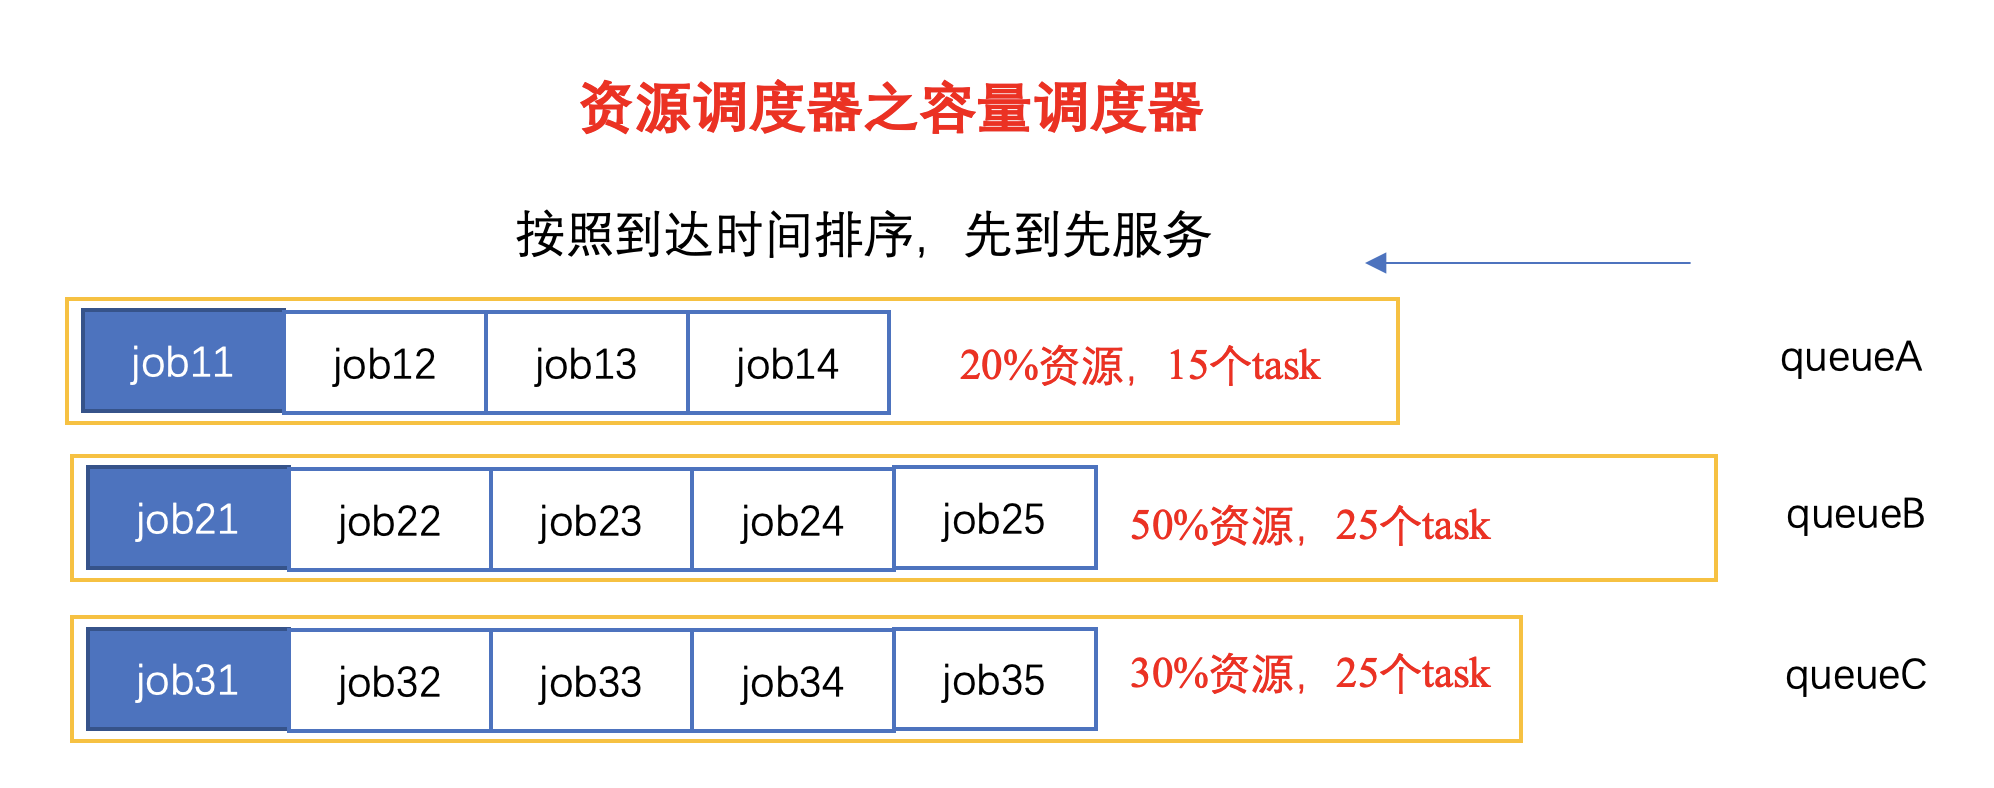 资源调度器之容量调度器
按照到达时间排序，先到先服务
job11 job12 job13 job14 20%资源，15个task queueA
job21 job22 job23 job24 job25 50%资源，25个task queueB
job31 job32 job33 job34 job35 30%资源，25个task queueC